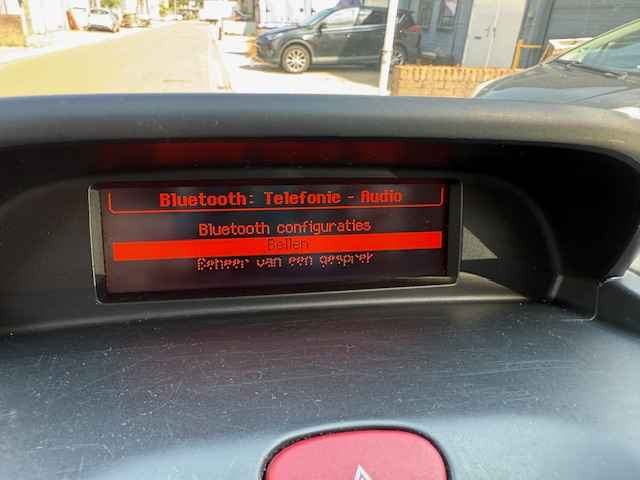 Bluetooth: Telefonie - Audio
Bluetooth configuraties
Bellen
Beheer van een gesprek